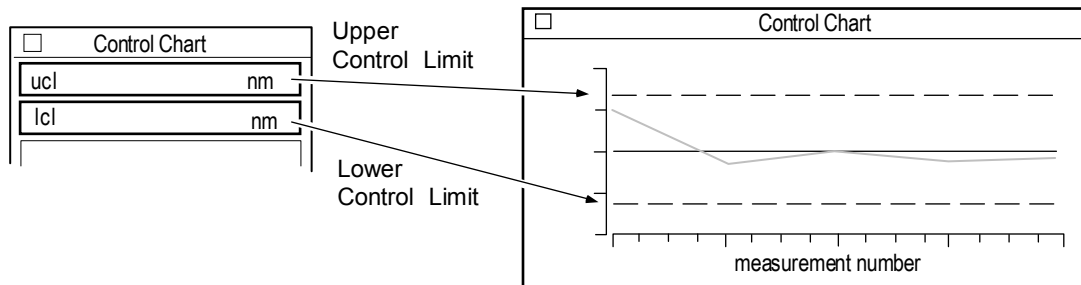 Control Chart
ucl nm
lcl nm
Upper
Control Limit
Lower
Control Limit
Control Chart
measurement number